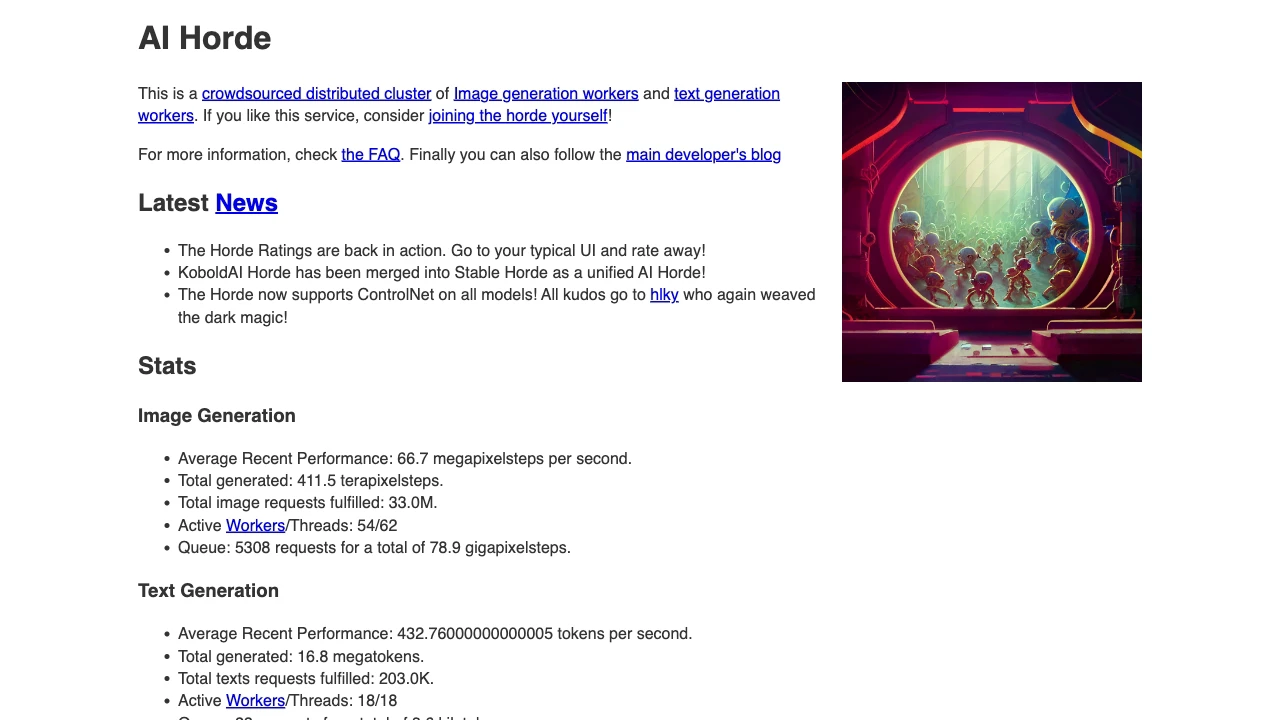 AI Horde
This is a crowdsourced distributed cluster of Image generation workers and text generation
workers. If you like this service, consider joining the horde yourself!
For more information, check the FAQ. Finally you can also follow the main developer's blog
Latest News
• The Horde Ratings are back in action. Go to your typical UI and rate away!
• KoboldAI Horde has been merged into Stable Horde as a unified AI Horde!
• The Horde now supports ControlNet on all models! All kudos go to hlky who again weaved
the dark magic!
Stats
Image Generation
• Average Recent Performance: 66.7 megapixelsteps per second.
• Total generated: 411.5 terapixelsteps.
• Total image requests fulfilled: 33.0M.
• Active Workers/Threads: 54/62
• Queue: 5308 requests for a total of 78.9 gigapixelsteps.
Text Generation
• Average Recent Performance: 432.76000000000005 tokens per second.
• Total generated: 16.8 megatokens.
• Total texts requests fulfilled: 203.0K.
• Active Workers/Threads: 18/18